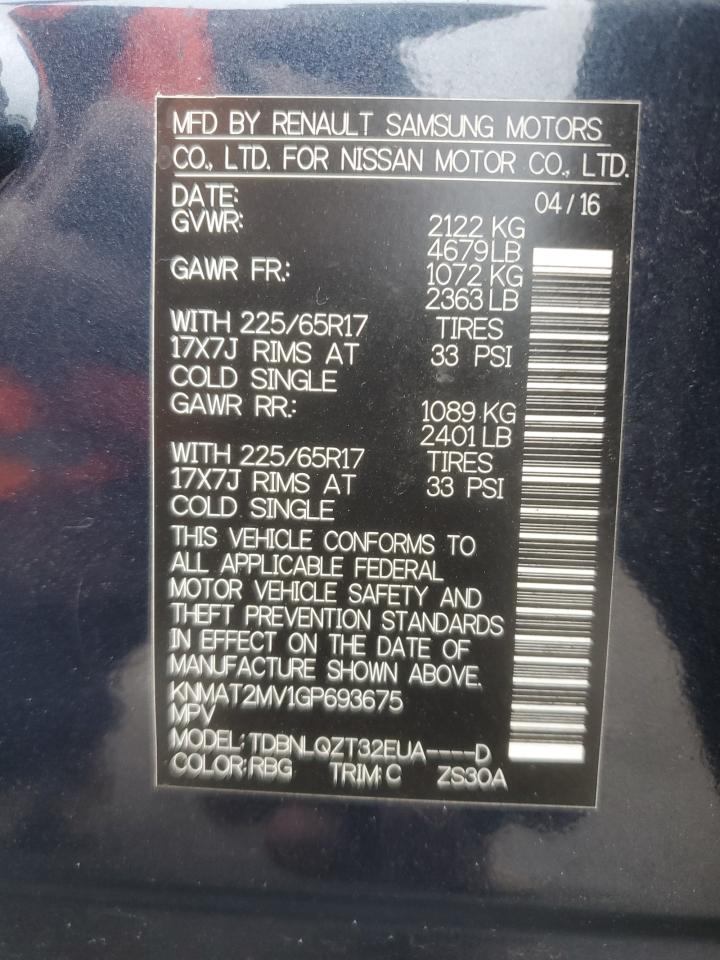 MFD BY RENAULT SAMSUNG MOTORS
CO., LTD. FOR NISSAN MOTOR CO., LTD.
DATE: 04/16
GVWR: 2122 KG
4679 LB
GAWR FR.: 1072 KG
2363 LB
WITH 225/65R17 TIRES
17X7J RIMS AT 33 PSI
COLD SINGLE
GAWR RR.: 1089 KG
2401 LB
WITH 225/65R17 TIRES
17X7J RIMS AT 33 PSI
COLD SINGLE
THIS VEHICLE CONFORMS TO
ALL APPLICABLE FEDERAL
MOTOR VEHICLE SAFETY AND
THEFT PREVENTION STANDARDS
IN EFFECT ON THE DATE OF
MANUFACTURE SHOWN ABOVE.
KNMAT2MV1GP693675
MPV
MODEL: TDBNLQZT32EUA----D
COLOR: RBG TRIM: C ZS30A